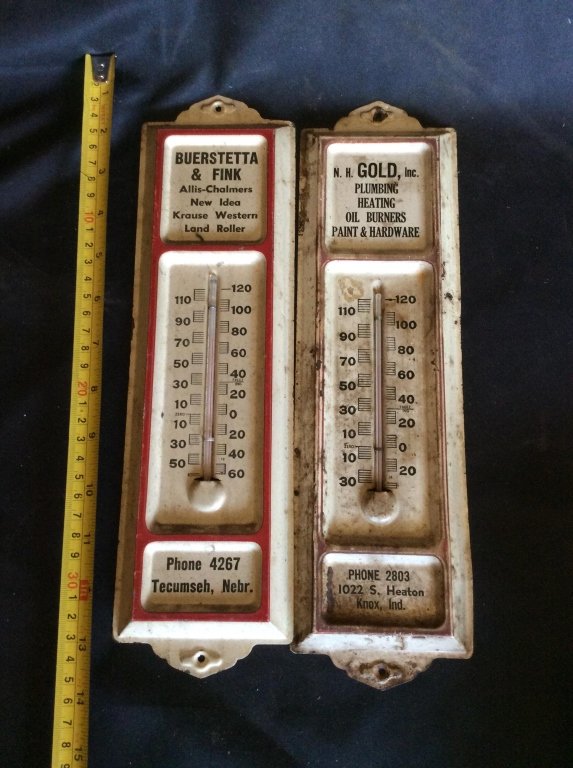 BUERSTETTA
& FINK
Allis-Chalmers
New Idea
Krause Western
Land Roller
120
110
100
90
80
70
60
50
40
30
20
10
0
10
20
30
40
50
60
Phone 4267
Tecumseh, Nebr.
N. H. GOLD, Inc.
PLUMBING
HEATING
OIL BURNERS
PAINT & HARDWARE
120
110
100
90
80
70
60
50
40
30
20
10
0
10
20
30
PHONE 2803
1022 S. Heaton
Knox, Ind.